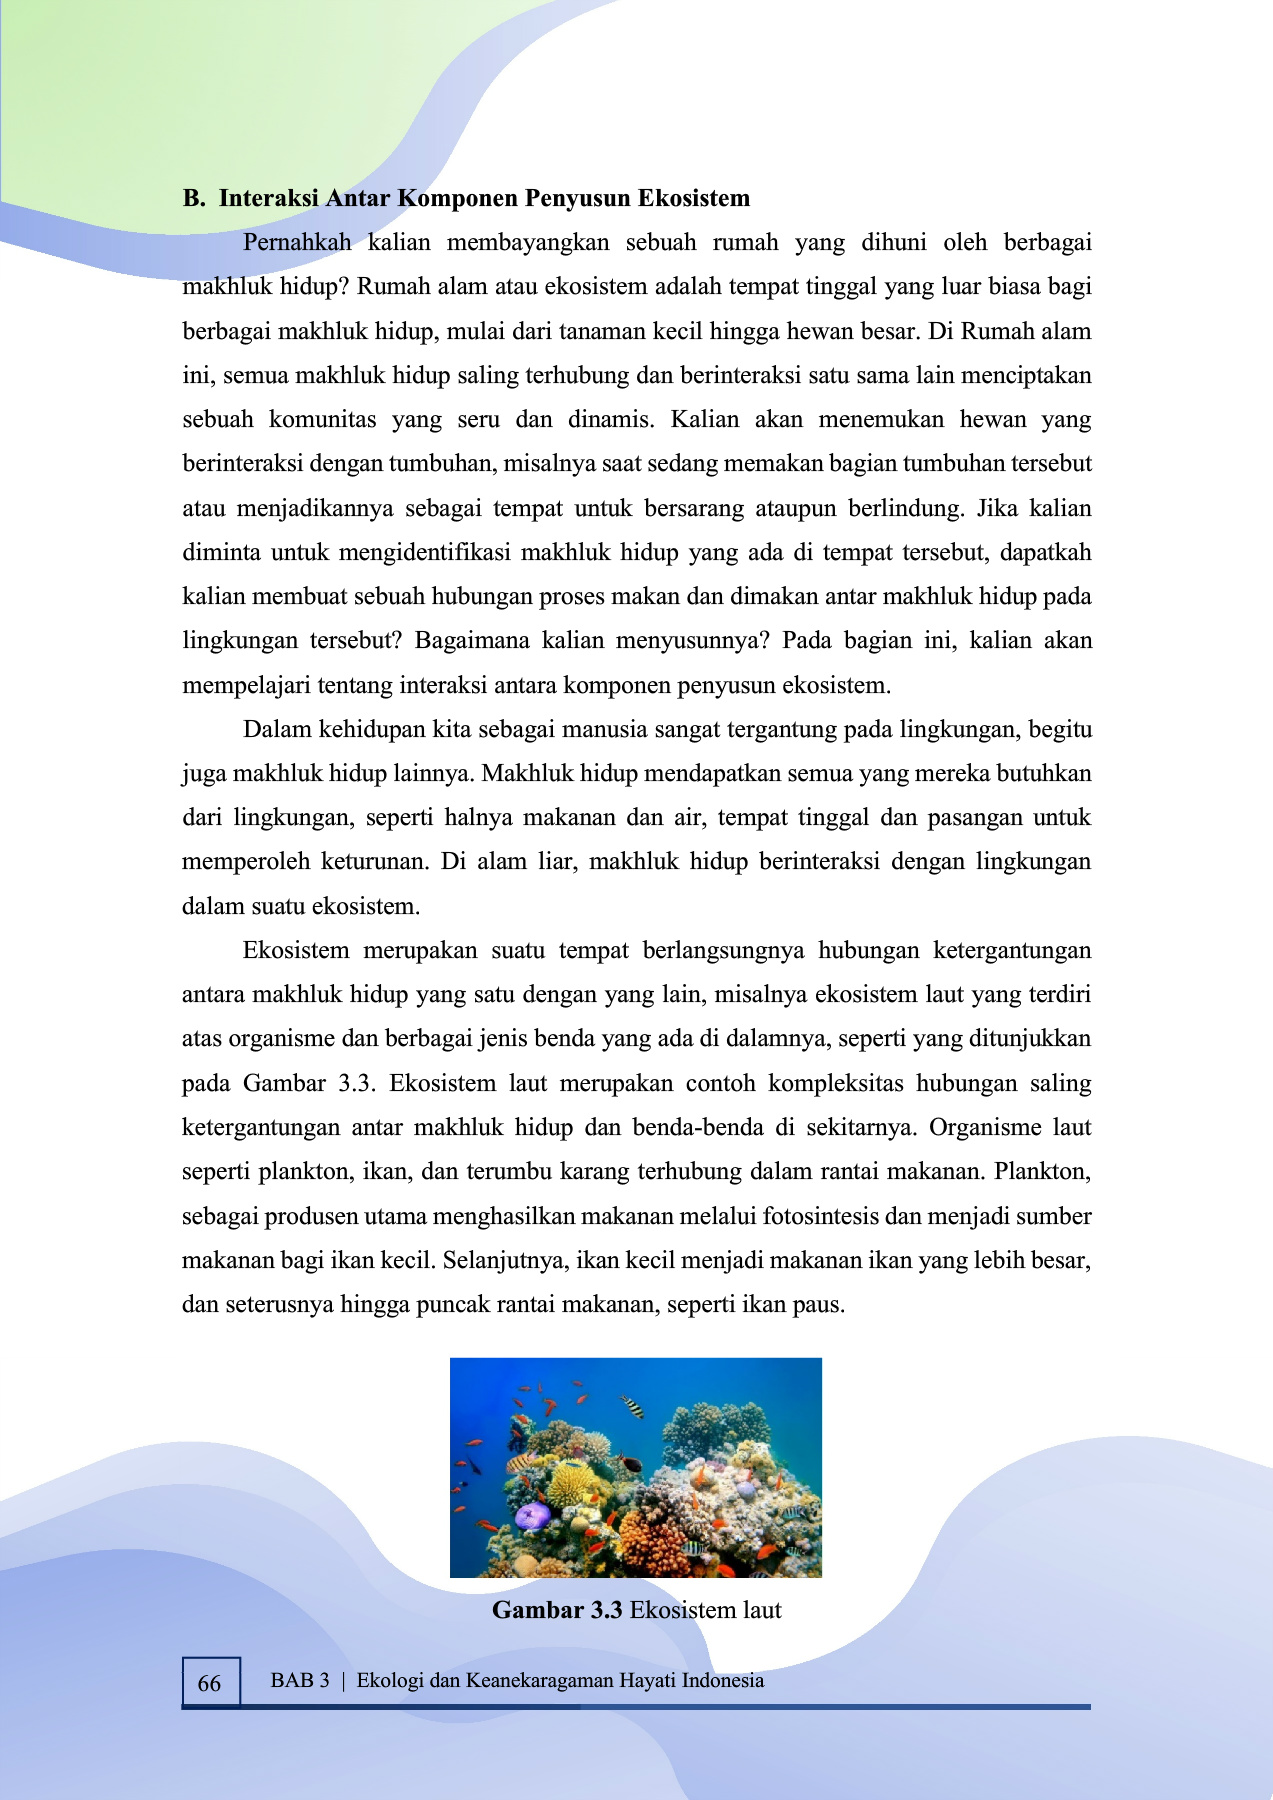 B. Interaksi Antar Komponen Penyusun Ekosistem
Pernahkah kalian membayangkan sebuah rumah yang dihuni oleh berbagai
makhluk hidup? Rumah alam atau ekosistem adalah tempat tinggal yang luar biasa bagi
berbagai makhluk hidup, mulai dari tanaman kecil hingga hewan besar. Di Rumah alam
ini, semua makhluk hidup saling terhubung dan berinteraksi satu sama lain menciptakan
sebuah komunitas yang seru dan dinamis. Kalian akan menemukan hewan yang
berinteraksi dengan tumbuhan, misalnya saat sedang memakan bagian tumbuhan tersebut
atau menjadikannya sebagai tempat untuk bersarang ataupun berlindung. Jika kalian
diminta untuk mengidentifikasi makhluk hidup yang ada di tempat tersebut, dapatkah
kalian membuat sebuah hubungan proses makan dan dimakan antar makhluk hidup pada
lingkungan tersebut? Bagaimana kalian menyusunnya? Pada bagian ini, kalian akan
mempelajari tentang interaksi antara komponen penyusun ekosistem.
Dalam kehidupan kita sebagai manusia sangat tergantung pada lingkungan, begitu
juga makhluk hidup lainnya. Makhluk hidup mendapatkan semua yang mereka butuhkan
dari lingkungan, seperti halnya makanan dan air, tempat tinggal dan pasangan untuk
memperoleh keturunan. Di alam liar, makhluk hidup berinteraksi dengan lingkungan
dalam suatu ekosistem.
Ekosistem merupakan suatu tempat berlangsungnya hubungan ketergantungan
antara makhluk hidup yang satu dengan yang lain, misalnya ekosistem laut yang terdiri
atas organisme dan berbagai jenis benda yang ada di dalamnya, seperti yang ditunjukkan
pada Gambar 3.3. Ekosistem laut merupakan contoh kompleksitas hubungan saling
ketergantungan antar makhluk hidup dan benda-benda di sekitarnya. Organisme laut
seperti plankton, ikan, dan terumbu karang terhubung dalam rantai makanan. Plankton,
sebagai produsen utama menghasilkan makanan melalui fotosintesis dan menjadi sumber
makanan bagi ikan kecil. Selanjutnya, ikan kecil menjadi makanan ikan yang lebih besar,
dan seterusnya hingga puncak rantai makanan, seperti ikan paus.
Gambar 3.3 Ekosistem laut
66 BAB 3 | Ekologi dan Keanekaragaman Hayati Indonesia